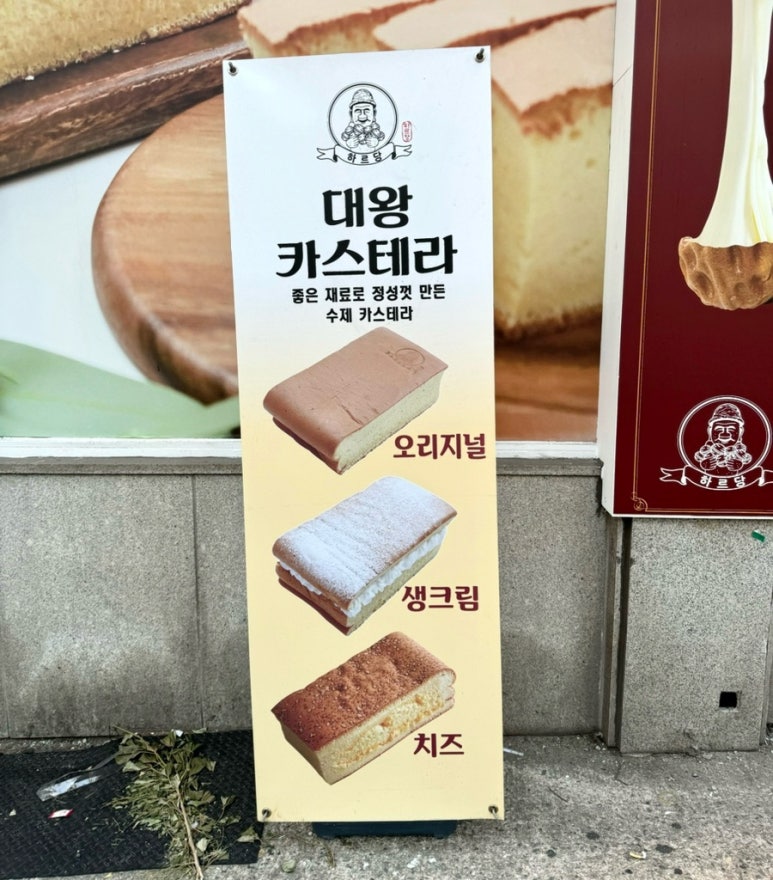 하르당
대왕
카스테라
좋은 재료로 정성껏 만든
수제 카스테라
오리지널
생크림
치즈
하르당